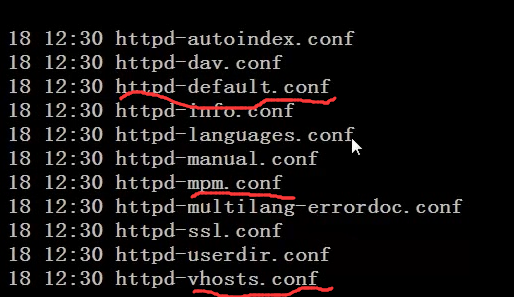 18 12:30 httpd-autoindex.conf
18 12:30 httpd-dav.conf
18 12:30 httpd-default.conf
18 12:30 httpd-info.conf
18 12:30 httpd-languages.conf
18 12:30 httpd-manual.conf
18 12:30 httpd-mpm.conf
18 12:30 httpd-multilang-errordoc.conf
18 12:30 httpd-ssl.conf
18 12:30 httpd-userdir.conf
18 12:30 httpd-vhosts.conf